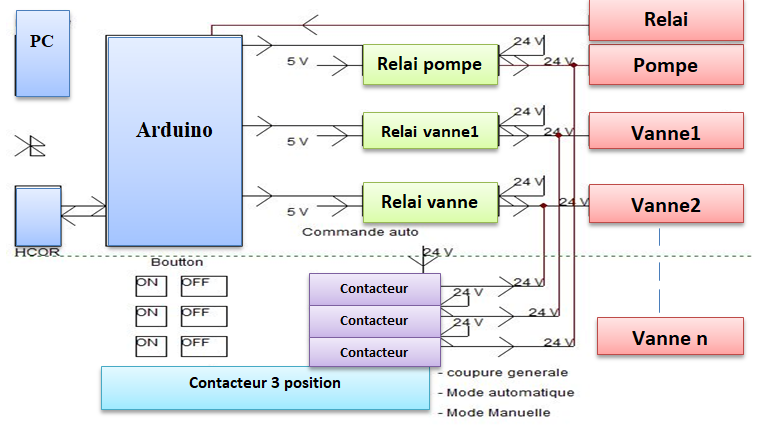 PC
Arduino
HCOR
5 V
Relai pompe
24 V
24 V
5 V
Relai vanne1
24 V
24 V
5 V
Relai vanne
24 V
24 V
Relai
Pompe
Vanne1
Vanne2
Vanne n
Commande auto
Boutton
ON
OFF
ON
OFF
ON
OFF
24 V
Contacteur
24 V
24 V
Contacteur
24 V
24 V
Contacteur
24 V
Contacteur 3 position
- coupure generale
- Mode automatique
- Mode Manuelle